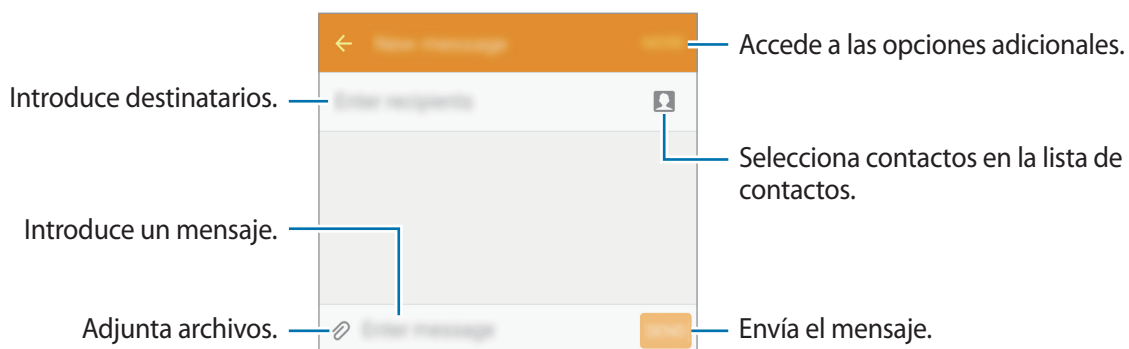 Accede a las opciones adicionales.
Introduce destinatarios.
Selecciona contactos en la lista de
contactos.
Introduce un mensaje.
Adjunta archivos.
Envía el mensaje.